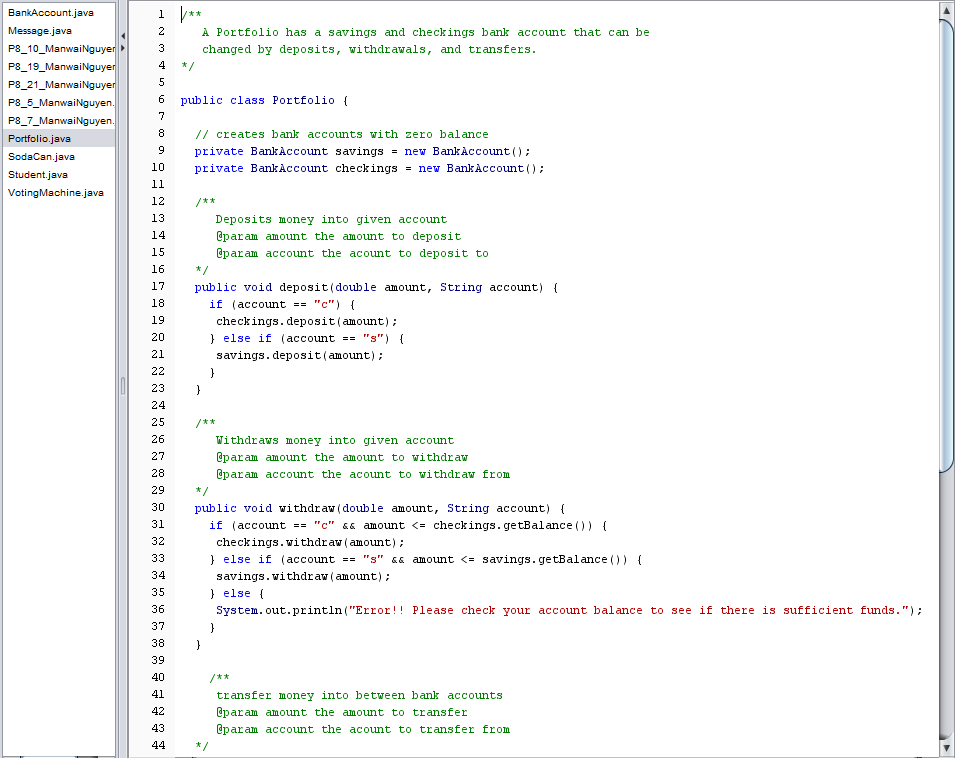 BankAccount.java
Message.java
P8_10_ManwaiNguyer
P8_19_ManwaiNguyer
P8_21_ManwaiNguyer
P8_5_ManwaiNguyen.
P8_7_ManwaiNguyen.
Portfolio.java
SodaCan.java
Student.java
VotingMachine.java
1 /**
2 A Portfolio has a savings and checkings bank account that can be
3 changed by deposits, withdrawals, and transfers.
4 */
5
6 public class Portfolio {
7
8 // creates bank accounts with zero balance
9 private BankAccount savings = new BankAccount();
10 private BankAccount checkings = new BankAccount();
11
12 /**
13 Deposits money into given account
14 @param amount the amount to deposit
15 @param account the acount to deposit to
16 */
17 public void deposit(double amount, String account) {
18 if (account == "c") {
19 checkings.deposit(amount);
20 } else if (account == "s") {
21 savings.deposit(amount);
22 }
23 }
24
25 /**
26 Withdraws money into given account
27 @param amount the amount to withdraw
28 @param account the acount to withdraw from
29 */
30 public void withdraw(double amount, String account) {
31 if (account == "c" && amount <= checkings.getBalance()) {
32 checkings.withdraw(amount);
33 } else if (account == "s" && amount <= savings.getBalance()) {
34 savings.withdraw(amount);
35 } else {
36 System.out.println("Error!! Please check your account balance to see if there is sufficient funds.");
37 }
38 }
39
40 /**
41 transfer money into between bank accounts
42 @param amount the amount to transfer
43 @param account the acount to transfer from
44 */